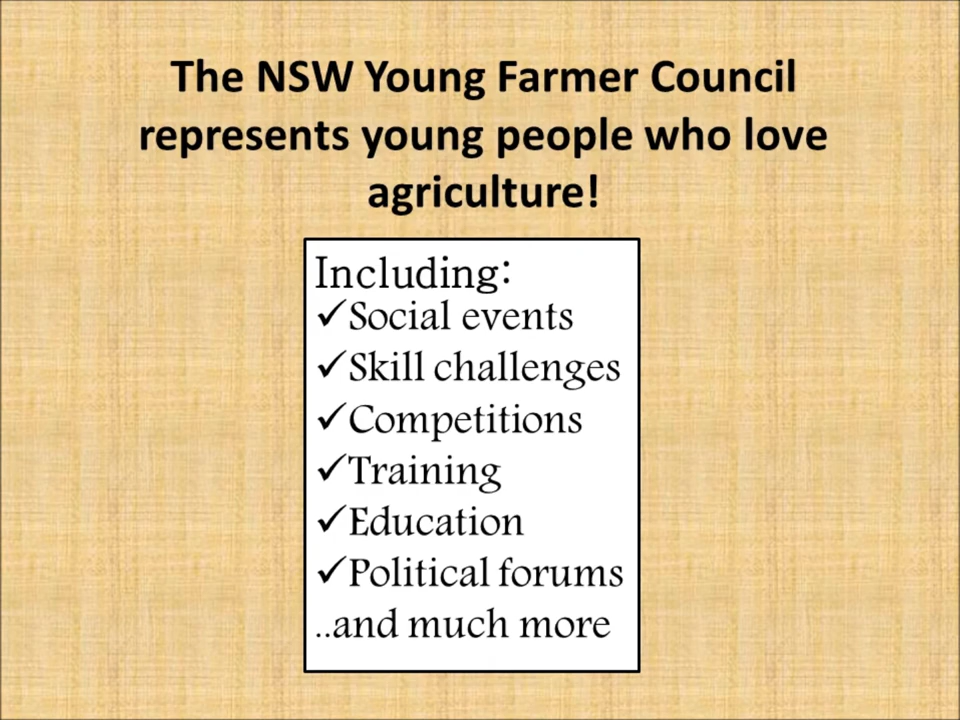 The NSW Young Farmer Council
represents young people who love
agriculture!
Including:
✓Social events
✓Skill challenges
✓Competitions
✓Training
✓Education
✓Political forums
..and much more